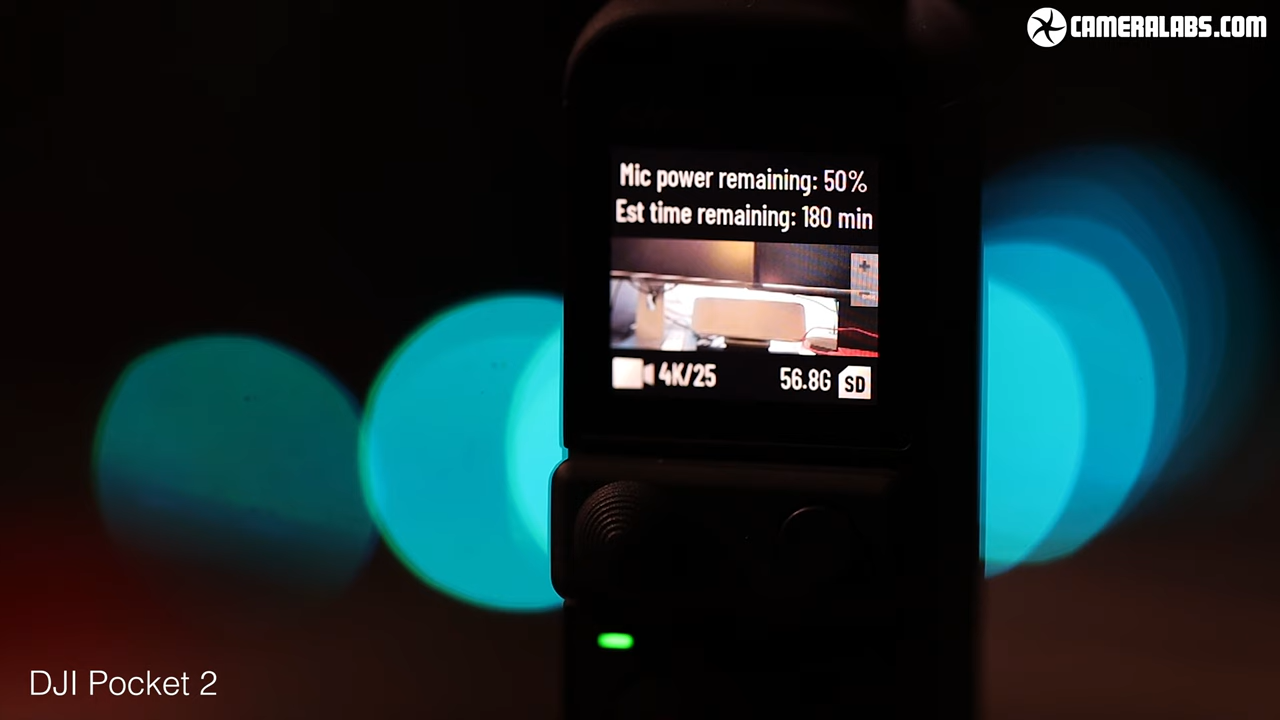 CAMERALABS.COM
Mic power remaining: 50%
Est time remaining: 180 min
+
-
4K/25
56.8G SD
DJI Pocket 2